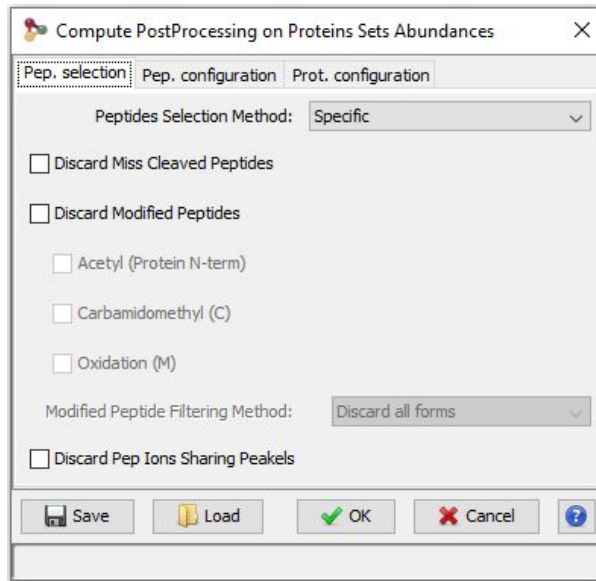 Compute PostProcessing on Proteins Sets Abundances
Pep. selection Pep. configuration Prot. configuration
Peptides Selection Method: Specific
Discard Miss Cleaved Peptides
Discard Modified Peptides
Acetyl (Protein N-term)
Carbamidomethyl (C)
Oxidation (M)
Modified Peptide Filtering Method: Discard all forms
Discard Pep Ions Sharing Peakels
Save Load OK Cancel ?